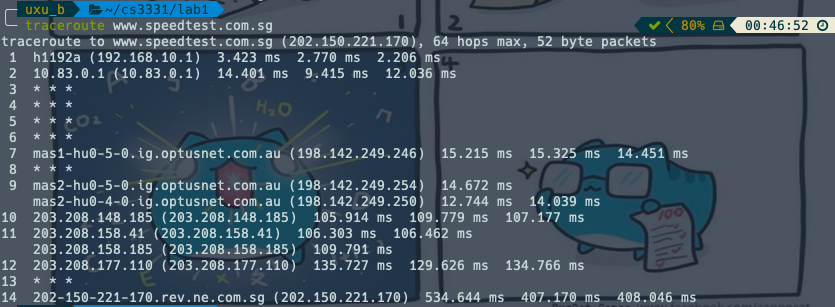 uxu_b ~/cs3331/lab1
traceroute www.speedtest.com.sg 80% 00:46:52
traceroute to www.speedtest.com.sg (202.150.221.170), 64 hops max, 52 byte packets
1 h1192a (192.168.10.1) 3.423 ms 2.770 ms 2.206 ms
2 10.83.0.1 (10.83.0.1) 14.401 ms 9.415 ms 12.036 ms
3 * * *
4 * * *
5 * * *
6 * * *
7 mas1-hu0-5-0.ig.optusnet.com.au (198.142.249.246) 15.215 ms 15.325 ms 14.451 ms
8 * * *
9 mas2-hu0-5-0.ig.optusnet.com.au (198.142.249.254) 14.672 ms
mas2-hu0-4-0.ig.optusnet.com.au (198.142.249.250) 12.744 ms 14.039 ms
10 203.208.148.185 (203.208.148.185) 105.914 ms 109.779 ms 107.177 ms
11 203.208.158.41 (203.208.158.41) 106.303 ms 106.462 ms
203.208.158.185 (203.208.158.185) 109.791 ms
12 203.208.177.110 (203.208.177.110) 135.727 ms 129.626 ms 134.766 ms
13 * * *
14 202-150-221-170.rev.ne.com.sg (202.150.221.170) 534.644 ms 407.170 ms 408.046 ms
1
2
4
CO2
H2O
100